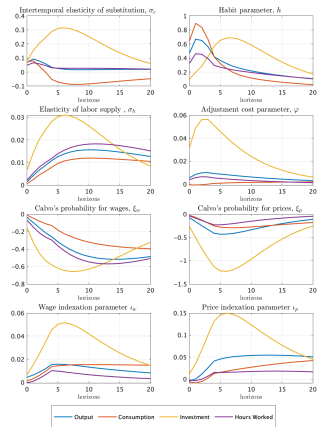 Intertemporal elasticity of substitution, σc
Habit parameter, h
0.4
0.3
0.2
0.1
0
-0.1
0 5 10 15 20
horizons
1
0.8
0.6
0.4
0.2
0
0 5 10 15 20
horizons
Elasticity of labor supply , σh
Adjustment cost parameter, φ
0.03
0.02
0.01
0
0 5 10 15 20
horizons
0.06
0.04
0.02
0
0 5 10 15 20
horizons
Calvo's probability for wages, ξw
Calvo's probability for prices, ξp
0
-0.2
-0.4
-0.6
-0.8
0 5 10 15 20
horizons
0
-0.5
-1
-1.5
0 5 10 15 20
horizons
Wage indexation parameter ιw
Price indexation parameter ιp
0.06
0.04
0.02
0
0 5 10 15 20
horizons
0.15
0.1
0.05
0
0 5 10 15 20
horizons
Output Consumption Investment Hours Worked